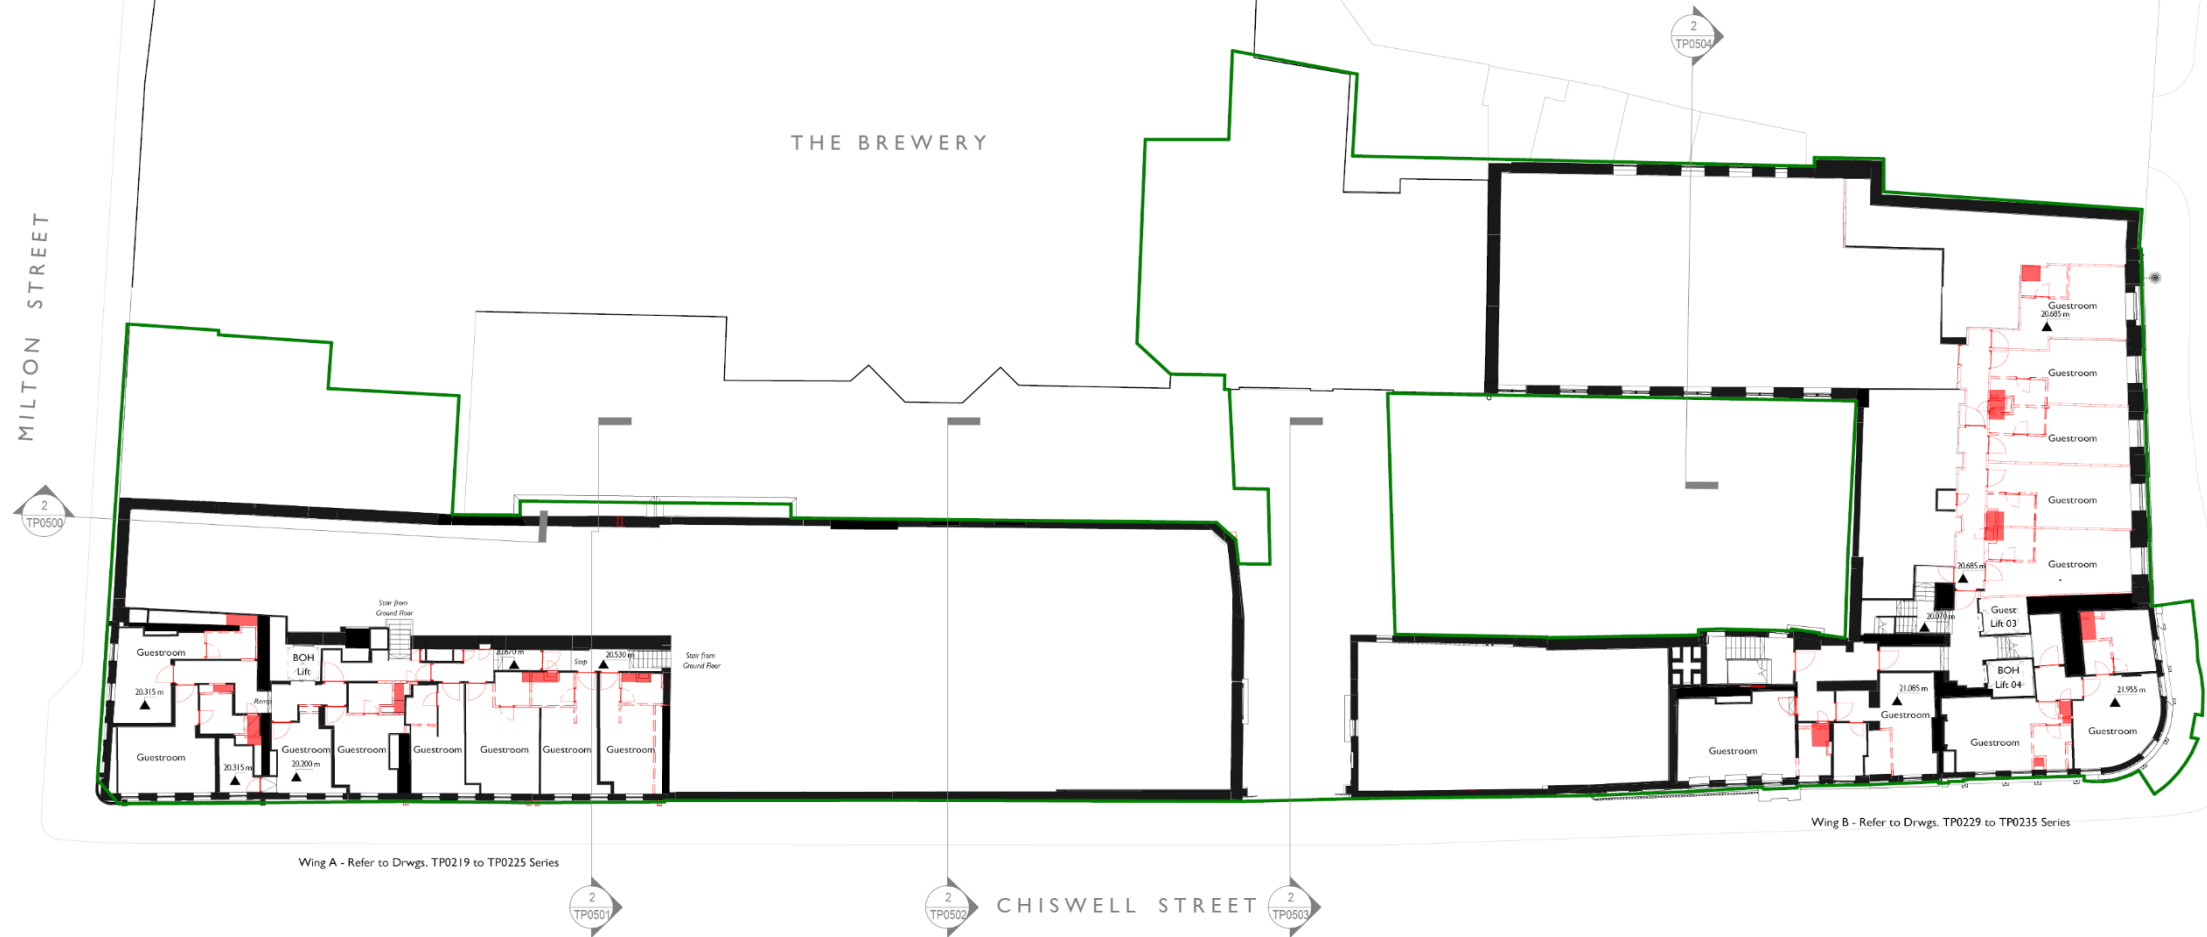 2
TP0504
THE BREWERY
MILTON STREET
Guestroom
20.685 m
Guestroom
Guestroom
Guestroom
Guestroom
20.685 m
2
TP0500
Stair from
Ground Floor
Guest
Lift 03
20.070 m
Guestroom
BOH
Lift
20.670 m
Step
20.530 m
Stair from
Ground Floor
BOH
Lift 04
20.315 m
Ramp
21.085 m
Guestroom
21.955 m
Guestroom
Guestroom
Guestroom
Guestroom
Guestroom
Guestroom
Guestroom
Guestroom
Guestroom
Guestroom
Guestroom
20.315 m
20.200 m
Wing B - Refer to Drwgs. TP0229 to TP0235 Series
Wing A - Refer to Drwgs. TP0219 to TP0225 Series
2
TP0501
2
TP0502
CHISWELL STREET
2
TP0503